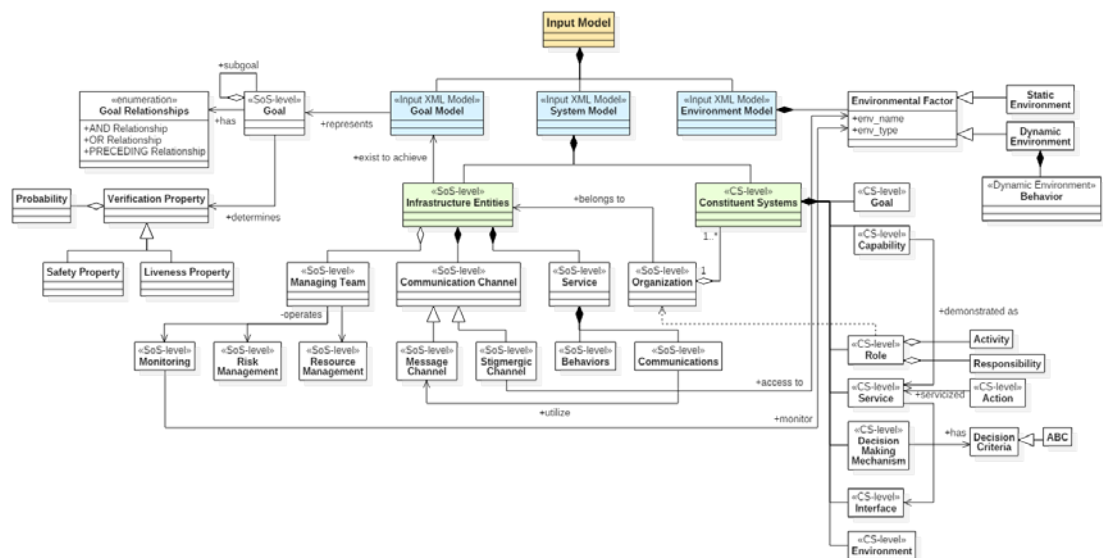 Input Model
+subgoal
«enumeration»
Goal Relationships
+AND Relationship
+OR Relationship
+PRECEDING Relationship
+has
«SoS-level»
Goal
+represents
«Input XML Model»
Goal Model
«Input XML Model»
System Model
«Input XML Model»
Environment Model
Environmental Factor
+env_name
+env_type
Static
Environment
Dynamic
Environment
«Dynamic Environment»
Behavior
+exist to achieve
Probability
Verification Property
+determines
Safety Property
Liveness Property
«SoS-level»
Infrastructure Entities
+belongs to
«CS-level»
Constituent Systems
1..*
1
«CS-level»
Goal
«CS-level»
Capability
«SoS-level»
Managing Team
«SoS-level»
Communication Channel
«SoS-level»
Service
«SoS-level»
Organization
-operates
+demonstrated as
«SoS-level»
Monitoring
«SoS-level»
Risk
Management
«SoS-level»
Resource
Management
«SoS-level»
Message
Channel
«SoS-level»
Stigmergic
Channel
«SoS-level»
Behaviors
«SoS-level»
Communications
«CS-level»
Role
Activity
Responsibility
+access to
+utilize
+monitor
«CS-level»
Service
+servicized
«CS-level»
Action
«CS-level»
Decision
Making
Mechanism
+has
Decision
Criteria
ABC
«CS-level»
Interface
«CS-level»
Environment